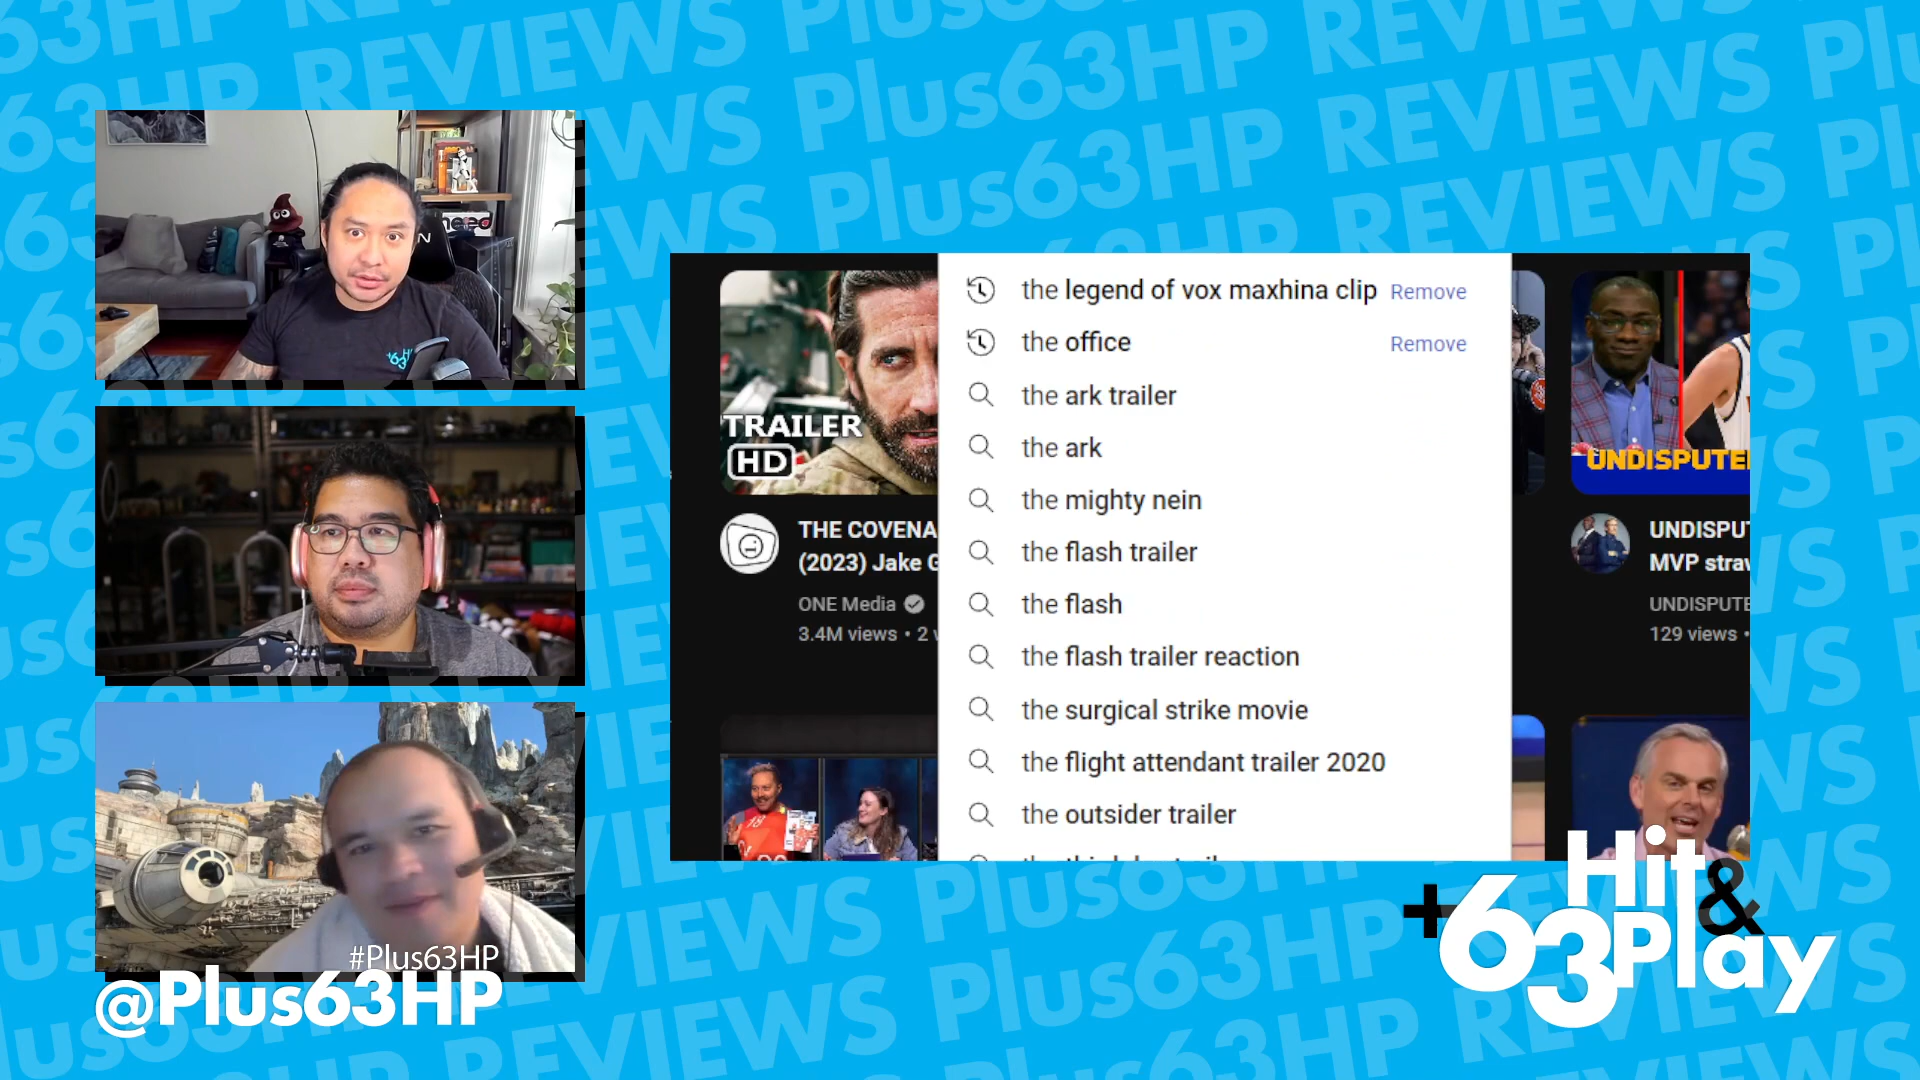 the legend of vox maxhina clip Remove
the office Remove
the ark trailer
the ark
the mighty nein
the flash trailer
the flash
the flash trailer reaction
the surgical strike movie
the flight attendant trailer 2020
the outsider trailer
TRAILER
HD
THE COVENA
(2023) Jake G
ONE Media
3.4M views • 2
UNDISPUTE
UNDISPUT
MVP straw
UNDISPUTE
129 views •
#Plus63HP
@Plus63HP
+63 Hit & Play
Plus63HP REVIEWS